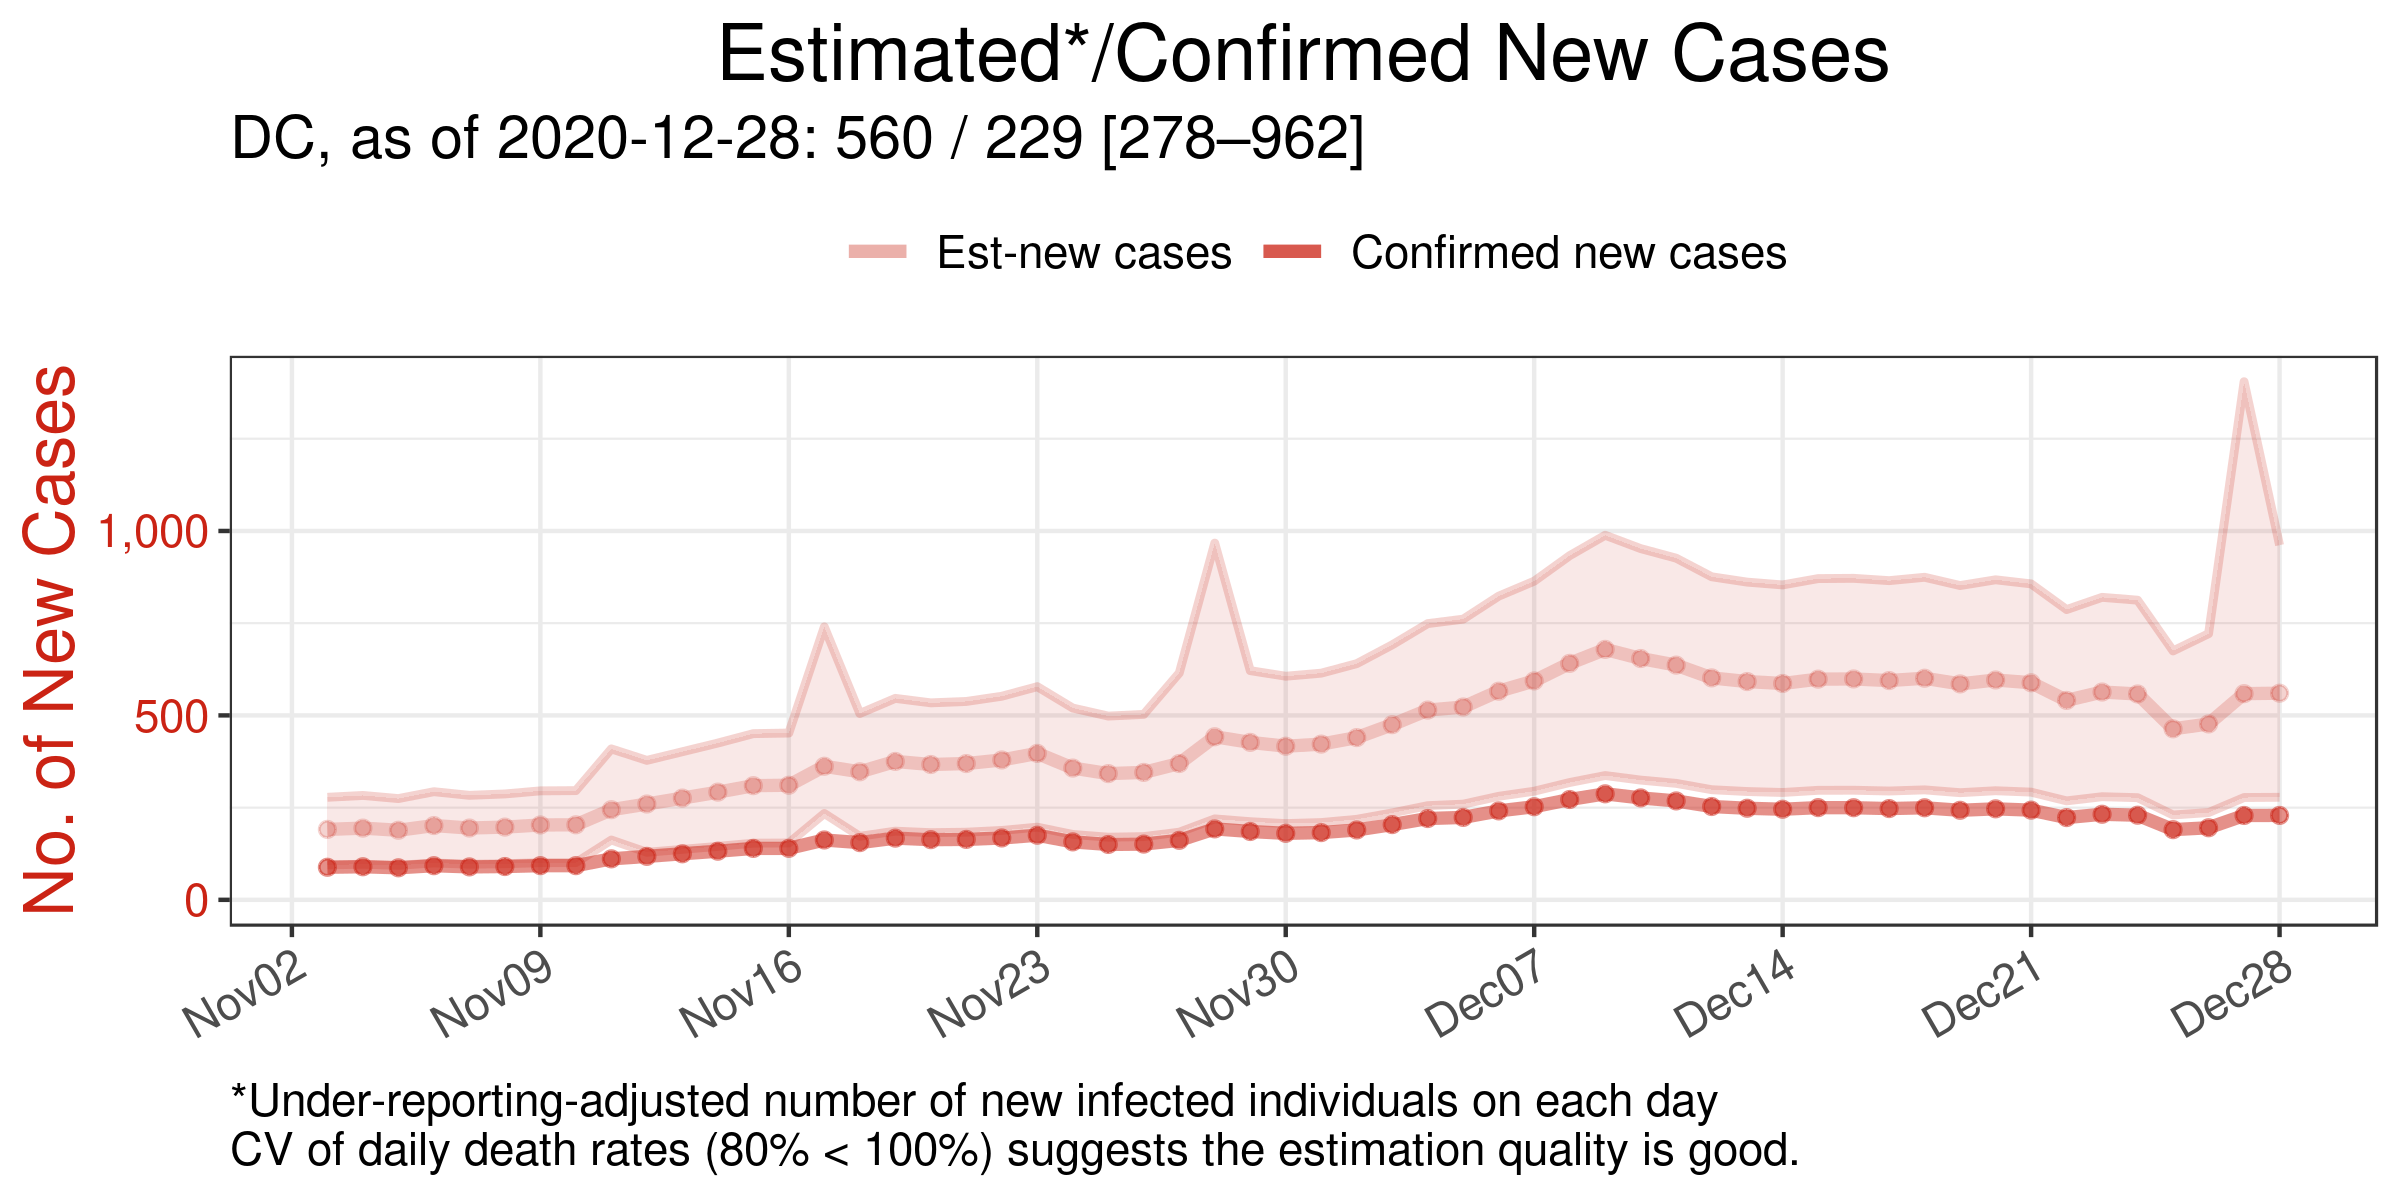 Estimated*/Confirmed New Cases
DC, as of 2020-12-28: 560 / 229 [278–962]
Est-new cases
Confirmed new cases
No. of New Cases
1,000
500
0
Nov02
Nov09
Nov16
Nov23
Nov30
Dec07
Dec14
Dec21
Dec28
*Under-reporting-adjusted number of new infected individuals on each day
CV of daily death rates (80% < 100%) suggests the estimation quality is good.